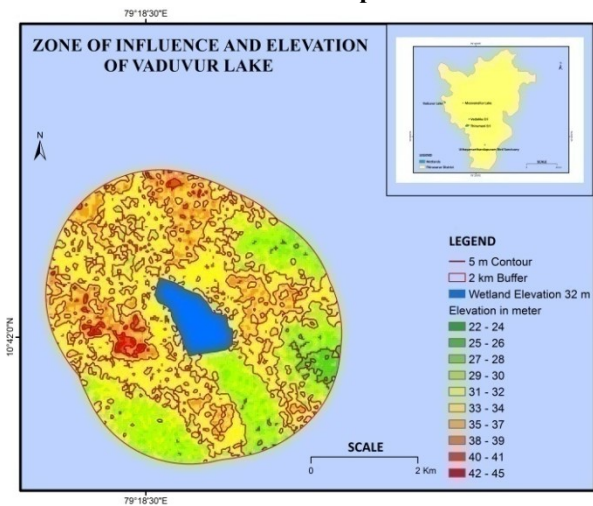 79°18'30"E
ZONE OF INFLUENCE AND ELEVATION
OF VADUVUR LAKE
N
10°42'0"N
LEGEND
5 m Contour
2 km Buffer
Wetland Elevation 32 m
Elevation in meter
22 - 24
25 - 26
27 - 28
29 - 30
31 - 32
33 - 34
35 - 37
38 - 39
40 - 41
42 - 45
SCALE
0 2 Km
79°18'30"E